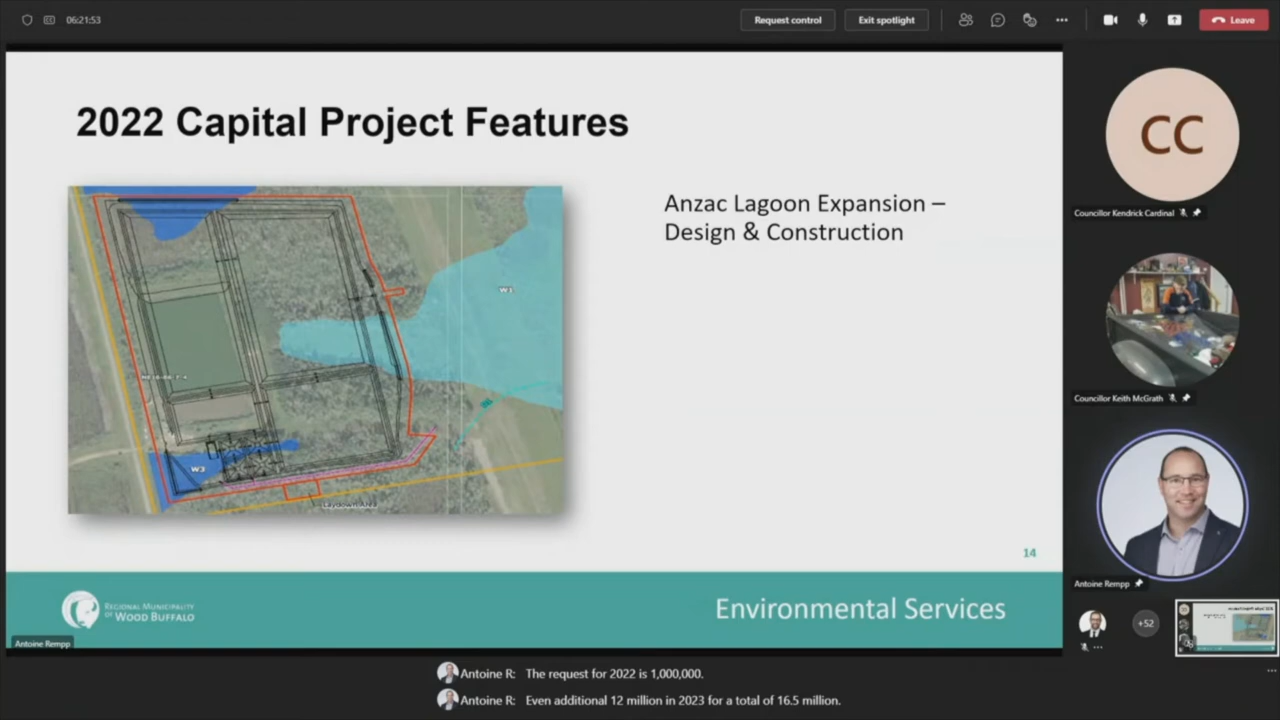 06:21:53
Request control
Exit spotlight
Leave
2022 Capital Project Features
Anzac Lagoon Expansion –
Design & Construction
W1
W3
Laydown Area
14
REGIONAL MUNICIPALITY
OF WOOD BUFFALO
Environmental Services
Antoine Rempp
CC
Councillor Kendrick Cardinal
Councillor Keith McGrath
Antoine Rempp
+52
Antoine R: The request for 2022 is 1,000,000.
Antoine R: Even additional 12 million in 2023 for a total of 16.5 million.